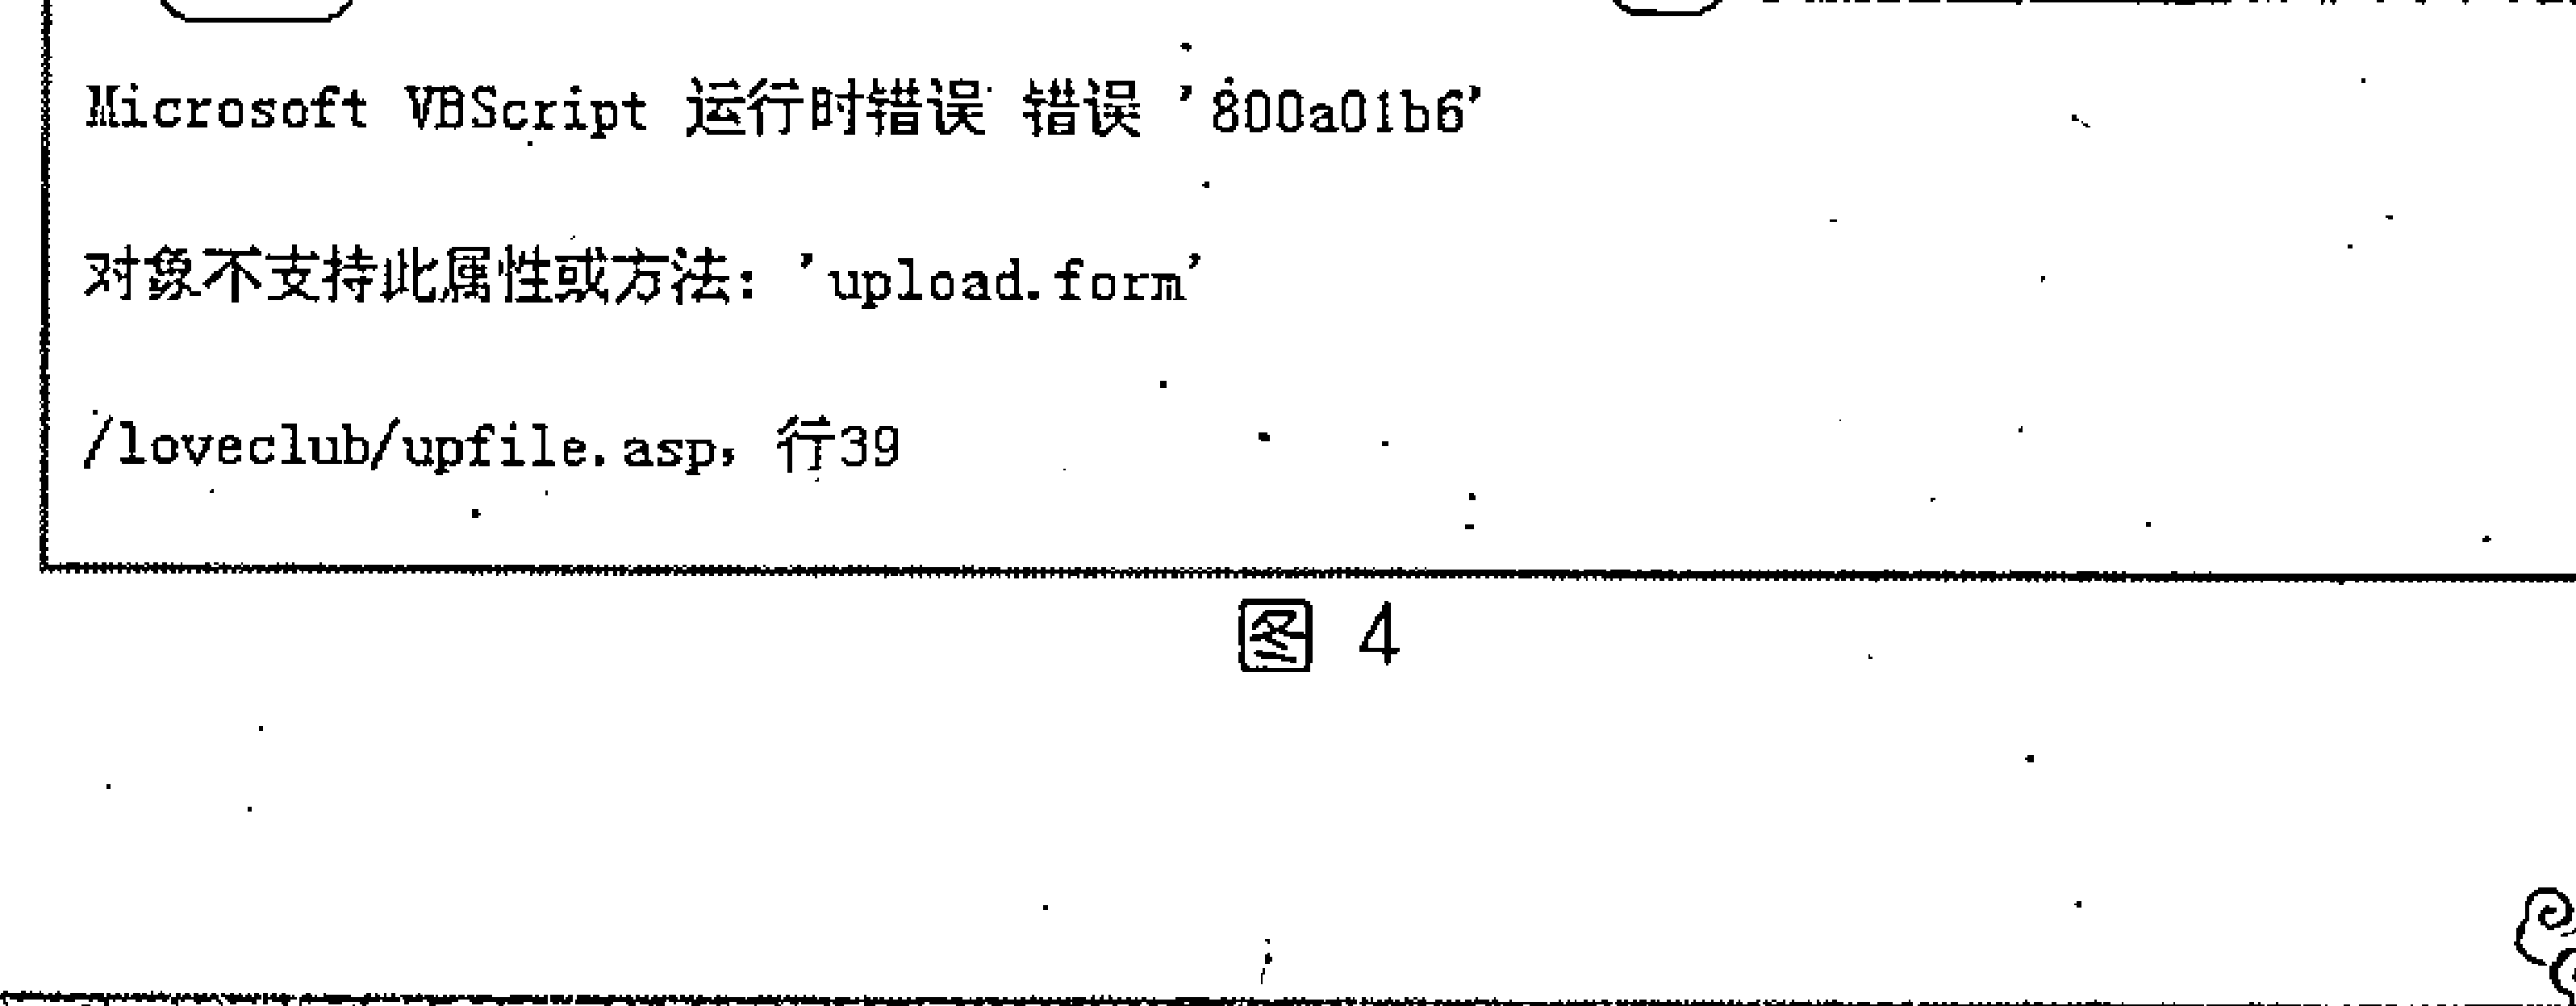 Microsoft VBScript 运行时错误 错误 '800a01b6'
对象不支持此属性或方法: 'upload.form'
/loveclub/upfile.asp，行39
图 4